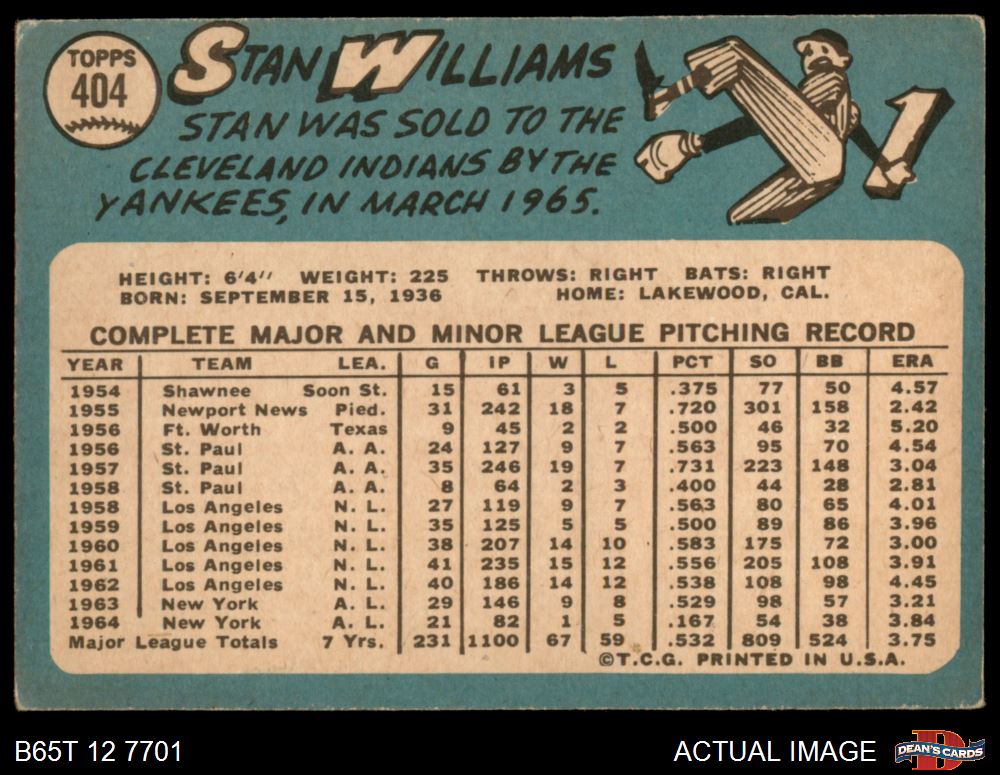 TOPPS
404
STAN WILLIAMS
STAN WAS SOLD TO THE
CLEVELAND INDIANS BY THE
YANKEES, IN MARCH 1965.
1
HEIGHT: 6'4" WEIGHT: 225 THROWS: RIGHT BATS: RIGHT
BORN: SEPTEMBER 15, 1936 HOME: LAKEWOOD, CAL.
COMPLETE MAJOR AND MINOR LEAGUE PITCHING RECORD
YEAR TEAM LEA. G IP W L PCT SO BB ERA
1954 Shawnee Soon St. 15 61 3 5 .375 77 50 4.57
1955 Newport News Pied. 31 242 18 7 .720 301 158 2.42
1956 Ft. Worth Texas 9 45 2 2 .500 46 32 5.20
1956 St. Paul A. A. 24 127 9 7 .563 95 70 4.54
1957 St. Paul A. A. 35 246 19 7 .731 223 148 3.04
1958 St. Paul A. A. 8 64 2 3 .400 44 28 2.81
1958 Los Angeles N. L. 27 119 9 7 .563 80 65 4.01
1959 Los Angeles N. L. 35 125 5 5 .500 89 86 3.96
1960 Los Angeles N. L. 38 207 14 10 .583 175 72 3.00
1961 Los Angeles N. L. 41 235 15 12 .556 205 108 3.91
1962 Los Angeles N. L. 40 186 14 12 .538 108 98 4.45
1963 New York A. L. 29 146 9 8 .529 98 57 3.21
1964 New York A. L. 21 82 1 5 .167 54 38 3.84
Major League Totals 7 Yrs. 231 1100 67 59 .532 809 524 3.75
©T.C.G. PRINTED IN U.S.A.
B65T 12 7701 ACTUAL IMAGE DEAN'S CARDS